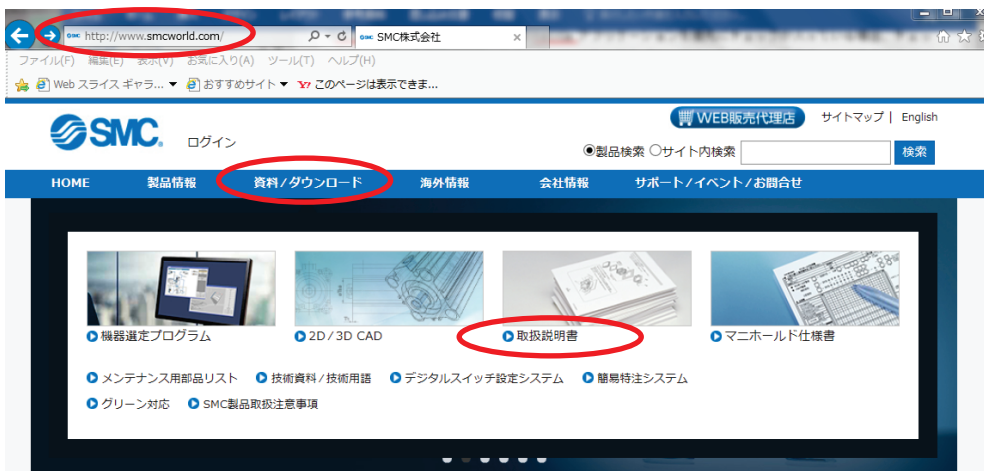 http://www.smcworld.com/ SMC株式会社 ×
ファイル(F) 編集(E) 表示(V) お気に入り(A) ツール(T) ヘルプ(H)
Web スライス ギャラ... ▼ おすすめサイト ▼ このページは表示できま...
WEB販売代理店 サイトマップ | English
SMC. ログイン
製品検索 サイト内検索 検索
HOME 製品情報 資料/ダウンロード 海外情報 会社情報 サポート/イベント/お問合せ
機器選定プログラム 2D/3D CAD 取扱説明書 マニホールド仕様書
メンテナンス用部品リスト 技術資料/技術用語 デジタルスイッチ設定システム 簡易特注システム
グリーン対応 SMC製品取扱注意事項